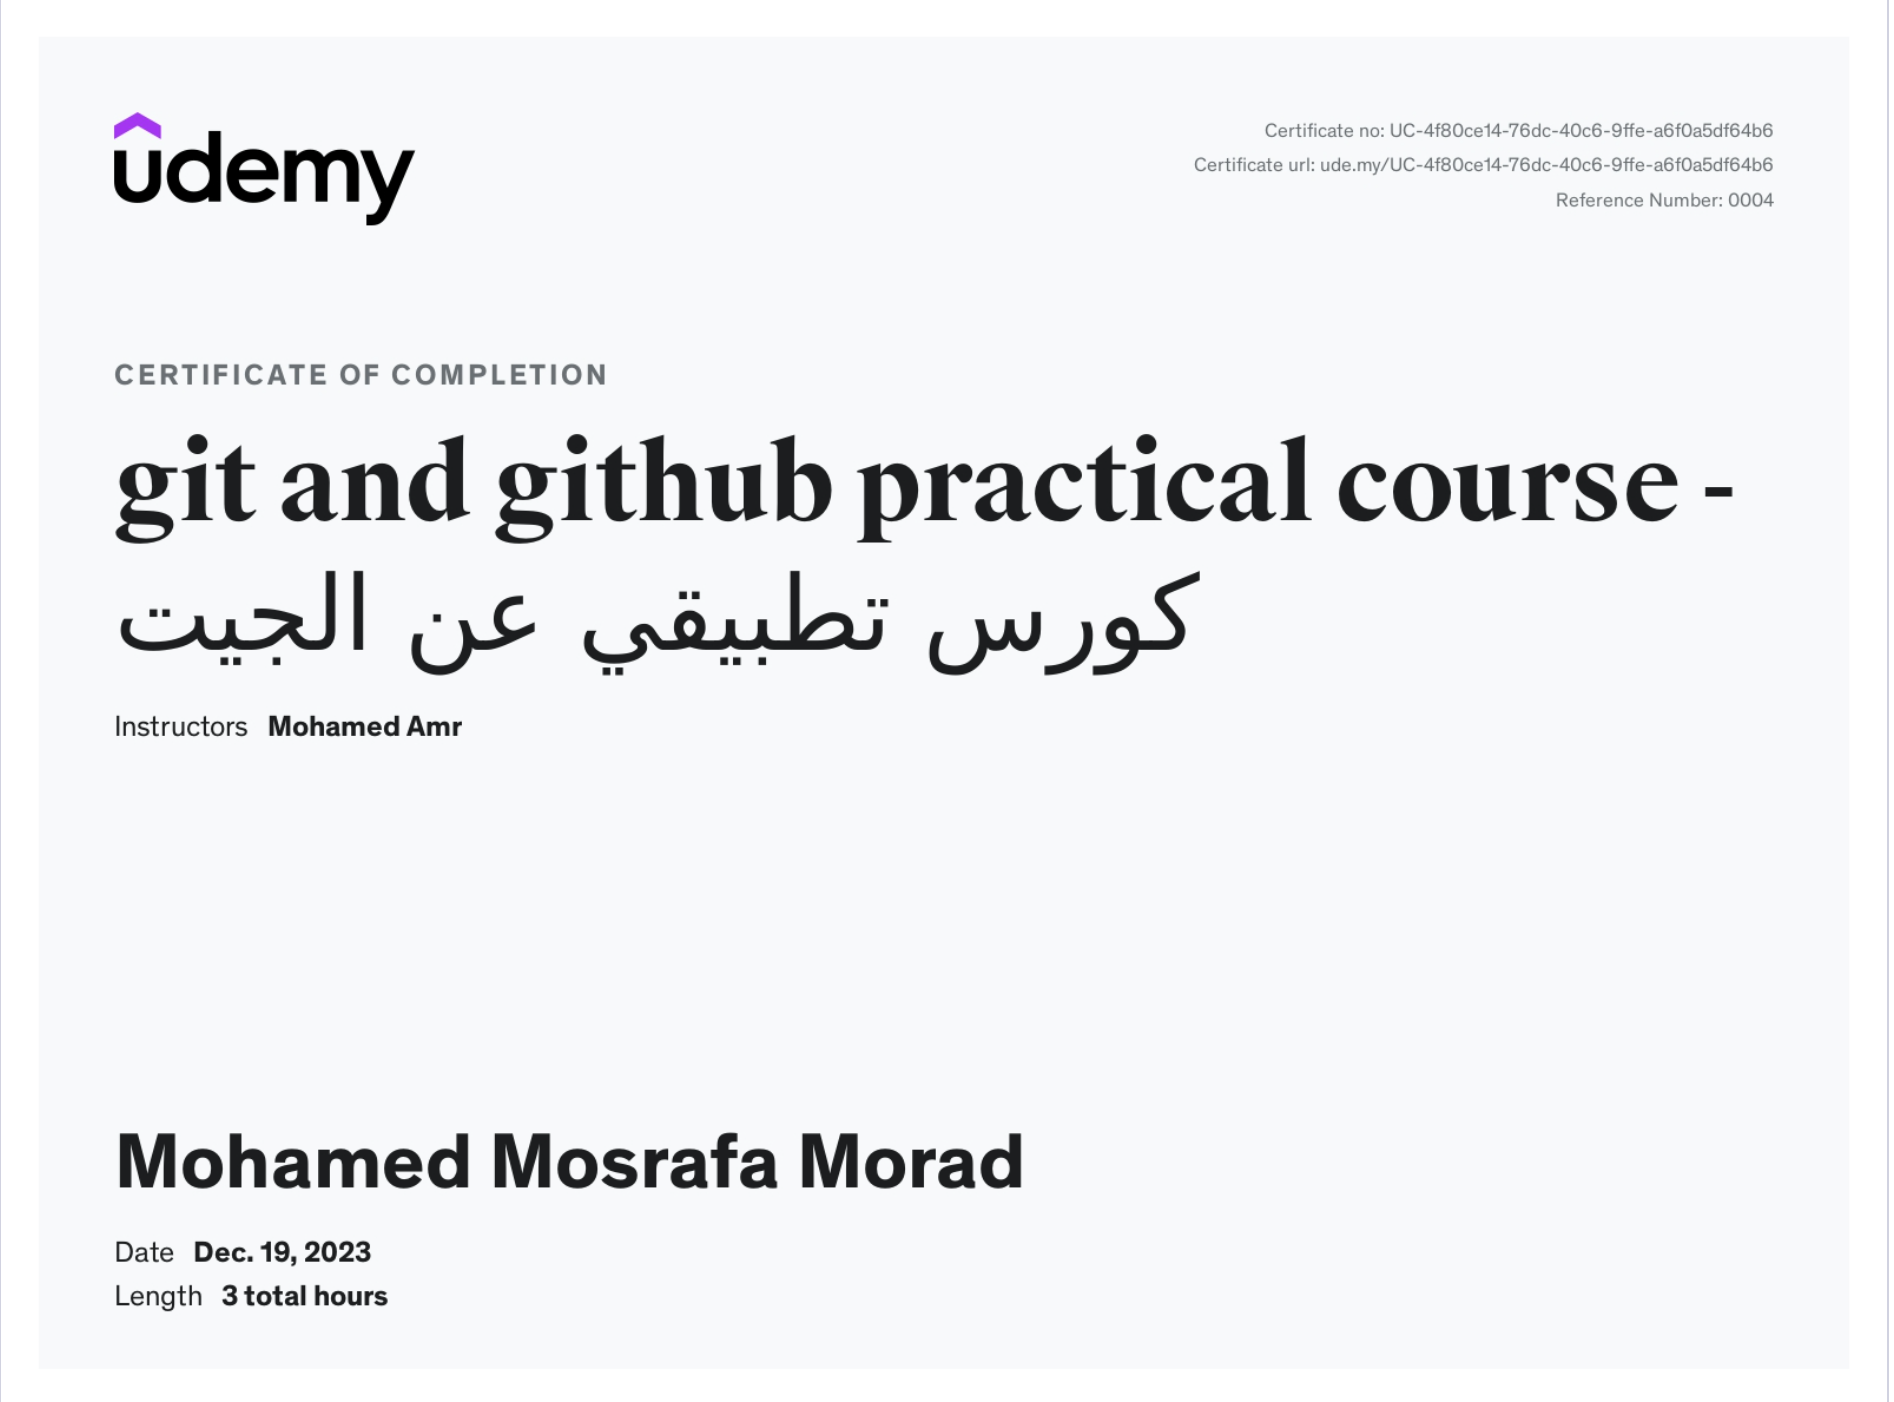 udemy
Certificate no: UC-4f80ce14-76dc-40c6-9ffe-a6f0a5df64b6
Certificate url: ude.my/UC-4f80ce14-76dc-40c6-9ffe-a6f0a5df64b6
Reference Number: 0004
CERTIFICATE OF COMPLETION
git and github practical course -
كورس تطبيقي عن الجيت
Instructors Mohamed Amr
Mohamed Mosrafa Morad
Date Dec. 19, 2023
Length 3 total hours